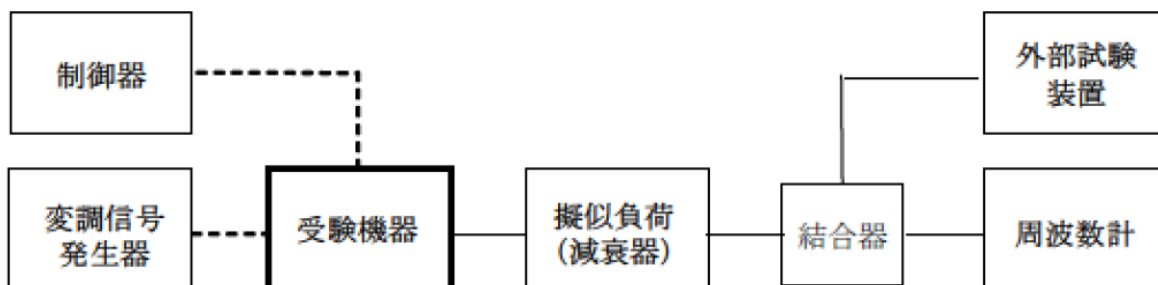 制御器
外部試験
装置
変調信号
発生器
受験機器
擬似負荷
(減衰器)
結合器
周波数計